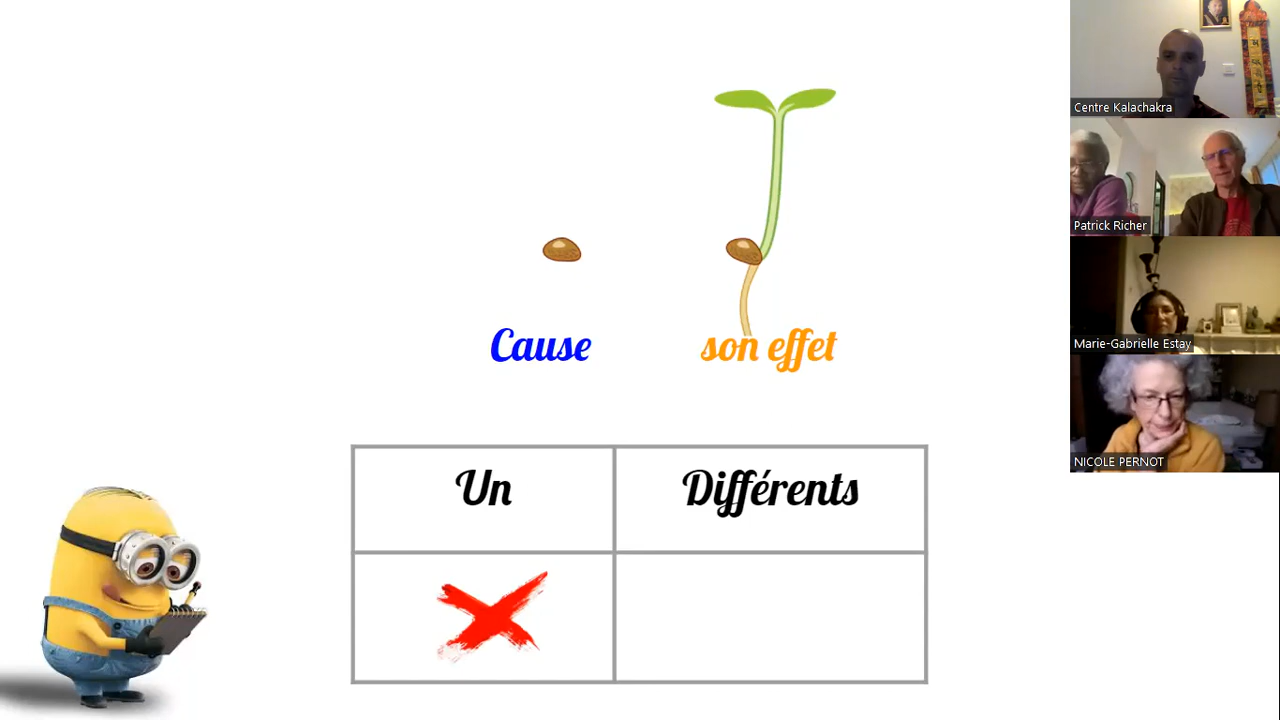 Cause
son effet
Un
Différents
Centre Kalachakra
Patrick Richer
Marie-Gabrielle Estay
NICOLE PERNOT